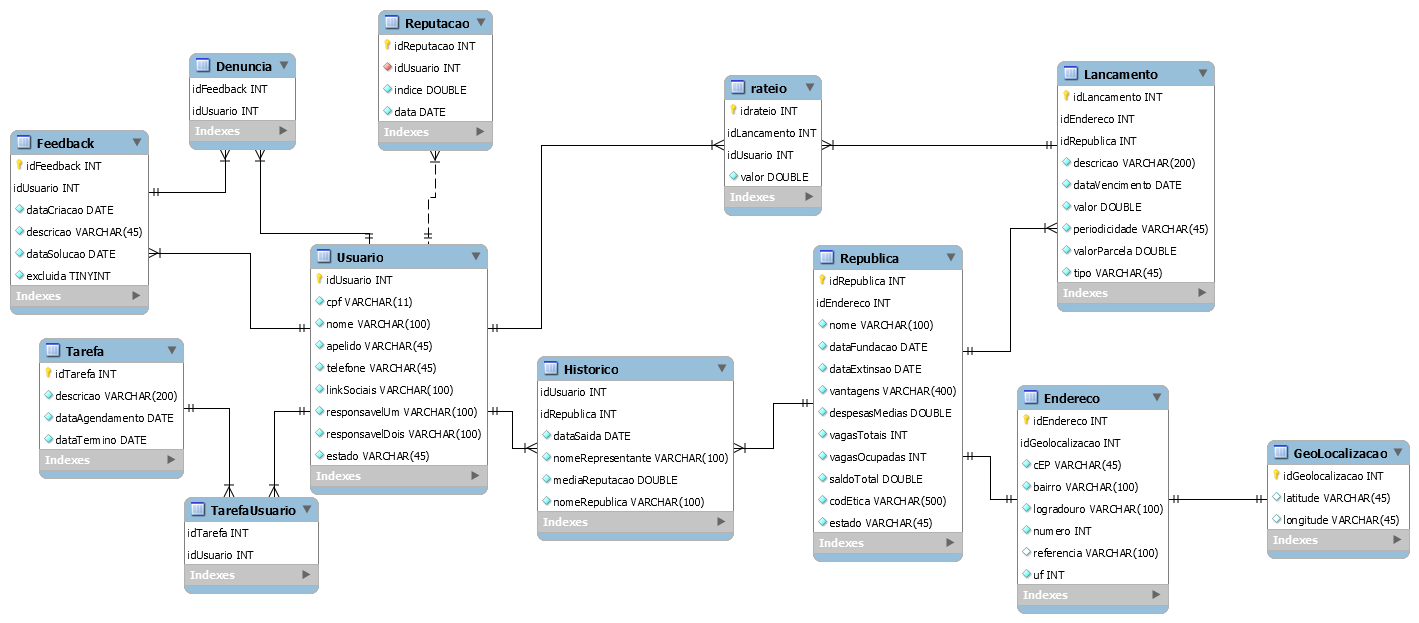 Reputacao
idReputacao INT
idUsuario INT
indice DOUBLE
data DATE
Indexes
Denuncia
idFeedback INT
idUsuario INT
Indexes
Feedback
idFeedback INT
idUsuario INT
dataCriacao DATE
descricao VARCHAR(45)
dataSolucao DATE
excluida TINYINT
Indexes
rateio
idrateio INT
idLancamento INT
idUsuario INT
valor DOUBLE
Indexes
Lancamento
idLancamento INT
idEndereco INT
idRepublica INT
descricao VARCHAR(200)
dataVencimento DATE
valor DOUBLE
periodicidade VARCHAR(45)
valorParcela DOUBLE
tipo VARCHAR(45)
Indexes
Usuario
idUsuario INT
cpf VARCHAR(11)
nome VARCHAR(100)
apelido VARCHAR(45)
telefone VARCHAR(45)
linkSociais VARCHAR(100)
responsavelUm VARCHAR(100)
responsavelDois VARCHAR(100)
estado VARCHAR(45)
Indexes
Republica
idRepublica INT
idEndereco INT
nome VARCHAR(100)
dataFundacao DATE
dataExtinsao DATE
vantagens VARCHAR(400)
despesasMedias DOUBLE
vagasTotais INT
vagasOcupadas INT
saldoTotal DOUBLE
codEtica VARCHAR(500)
estado VARCHAR(45)
Indexes
Tarefa
idTarefa INT
descricao VARCHAR(200)
dataAgendamento DATE
dataTermino DATE
Indexes
Historico
idUsuario INT
idRepublica INT
dataSaida DATE
nomeRepresentante VARCHAR(100)
mediaReputacao DOUBLE
nomeRepublica VARCHAR(100)
Indexes
Endereco
idEndereco INT
idGeolocalizacao INT
cEP VARCHAR(45)
bairro VARCHAR(100)
logradouro VARCHAR(100)
numero INT
referencia VARCHAR(100)
uf INT
Indexes
GeoLocalizacao
idGeolocalizacao INT
latitude VARCHAR(45)
longitude VARCHAR(45)
Indexes
TarefaUsuario
idTarefa INT
idUsuario INT
Indexes